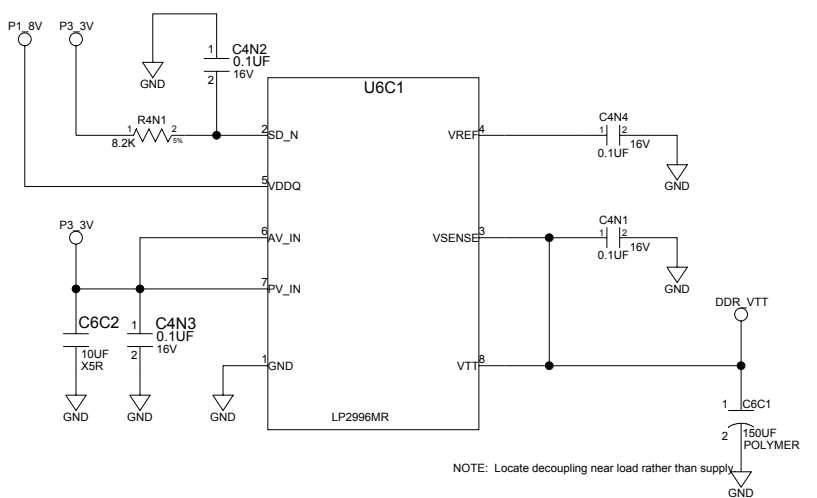 P1_8V
P3_3V
GND
1
C4N2
0.1UF
16V
2
R4N1
1
2
8.2K
5%
U6C1
2
SD_N
5
VDDQ
P3_3V
6
AV_IN
7
PV_IN
C6C2
10UF
X5R
1
C4N3
0.1UF
16V
2
1
GND
GND
GND
GND
LP2996MR
VREF
4
C4N4
1
2
16V
0.1UF
GND
VSENSE
3
C4N1
1
2
16V
0.1UF
GND
DDR_VTT
VTT
8
1
C6C1
2
150UF
POLYMER
NOTE: Locate decoupling near load rather than supply
GND